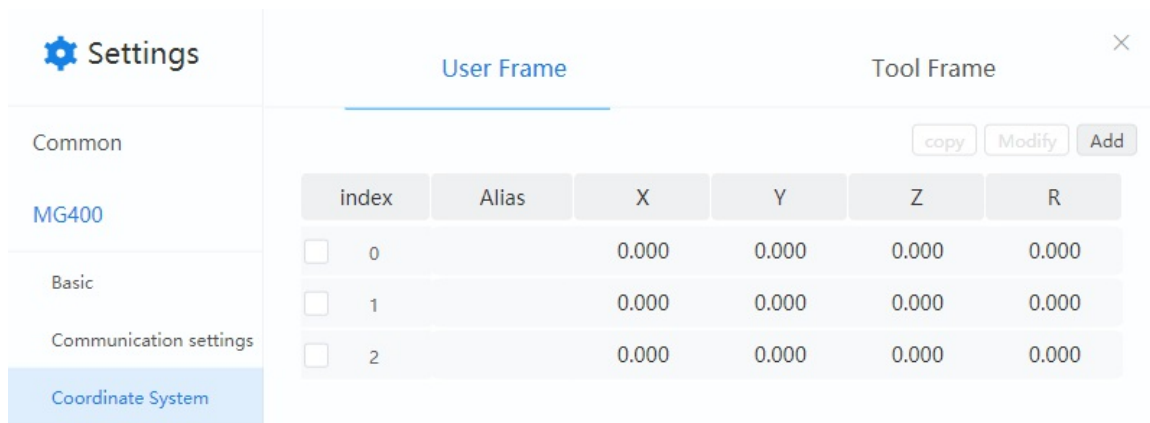 Settings
User Frame Tool Frame
Common
copy Modify Add
MG400
index Alias X Y Z R
0 0.000 0.000 0.000 0.000
Basic
1 0.000 0.000 0.000 0.000
Communication settings
2 0.000 0.000 0.000 0.000
Coordinate System